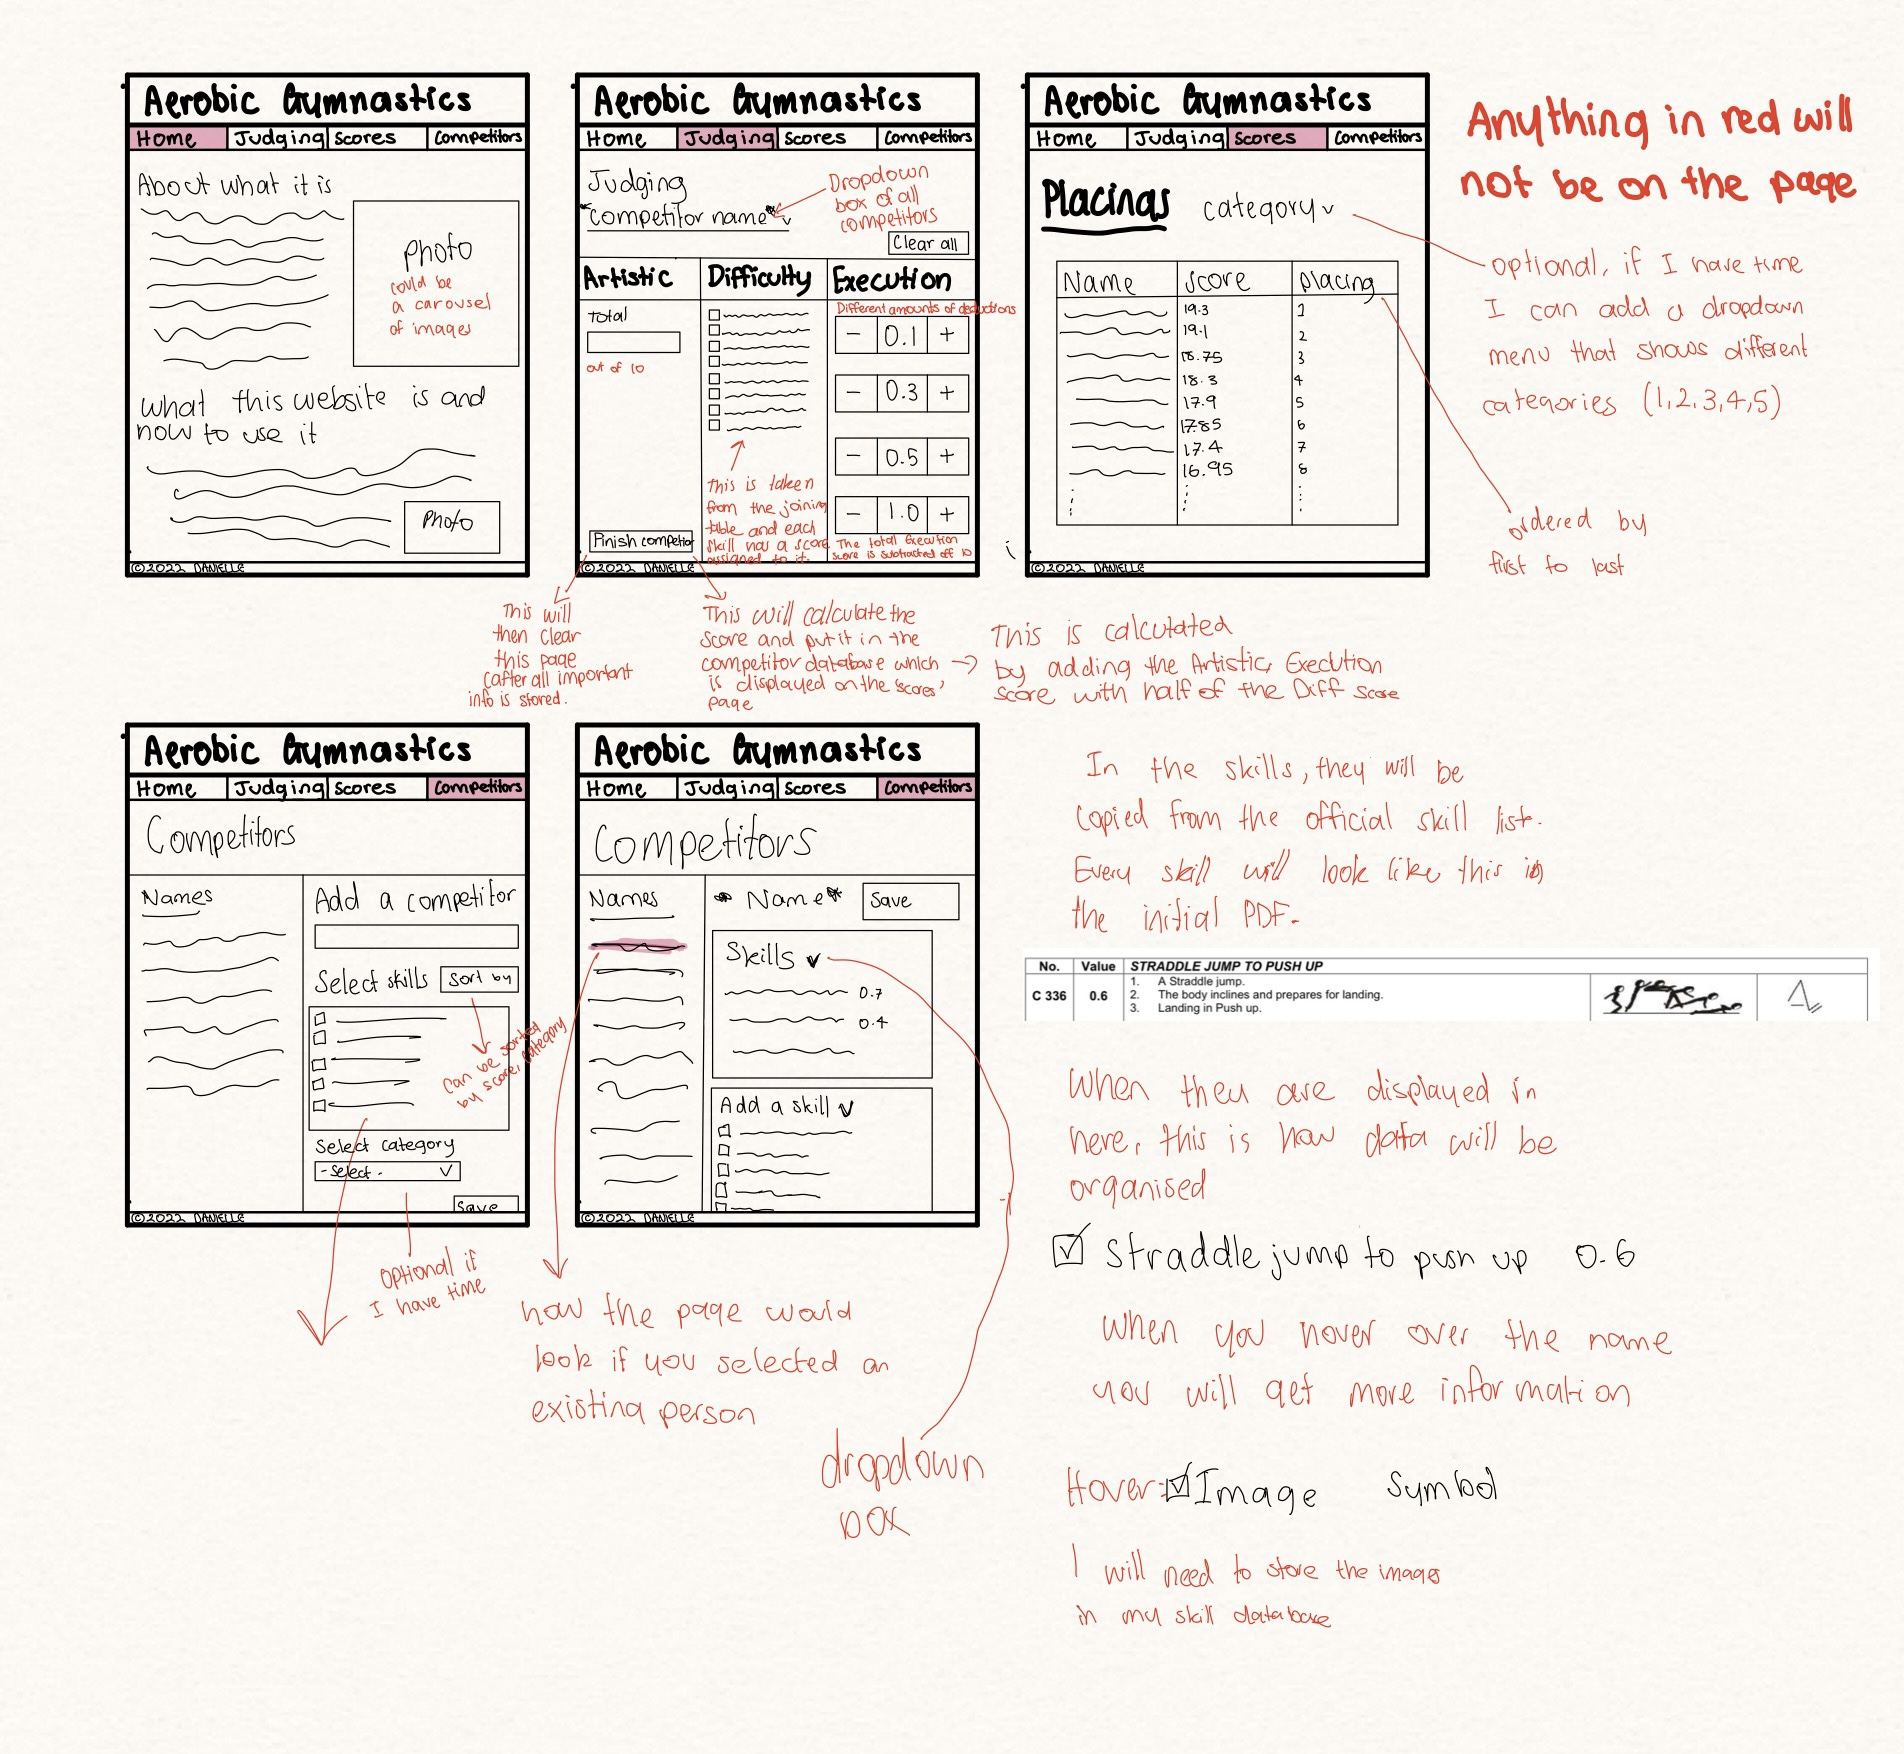 Aerobic Gymnastics
Home Judging Scores Competitors
About what it is
photo
could be
a carousel
of images
what this website is and
how to use it
Photo
©2022 DANIELLE
Aerobic Gymnastics
Home Judging Scores Competitors
Judging
*competitor name*
Dropdown
box of all
competitors
Clear all
Artistic Difficulty Execution
Total
out of 10
Different amounts of deductions
- 0.1 +
- 0.3 +
- 0.5 +
- 1.0 +
This is taken
from the joining
table and each
skill has a score
assigned to it.
The total execution
score is subtracted off 10
Finish competitor
©2022 DANIELLE
This will
then clear
this page
(after all important
info is stored.
This will calculate the
score and put it in the
competitor database which
is displayed on the 'scores'
page
This is calculated
by adding the Artistic, Execution
score with half of the Diff score
Aerobic Gymnastics
Home Judging Scores Competitors
Placings category
Name Score placing
19.3 1
19.1 2
18.75 3
18.3 4
17.9 5
17.85 6
17.4 7
16.95 8
©2022 DANIELLE
Anything in red will
not be on the page
optional, if I have time
I can add a dropdown
menu that shows different
categories (1,2,3,4,5)
ordered by
first to last
Aerobic Gymnastics
Home Judging Scores Competitors
Competitors
Names
Add a competitor
Select skills Sort by
can be sorted
by score, category
Select category
-Select-
Save
©2022 DANIELLE
optional if
I have time
Aerobic Gymnastics
Home Judging Scores Competitors
Competitors
Names
*Name* Save
Skills
0.7
0.4
Add a skill
©2022 DANIELLE
how the page would
look if you selected an
existing person
dropdown
box
In the skills, they will be
copied from the official skill list.
Every skill will look like this in
the initial PDF.
No. Value STRADDLE JUMP TO PUSH UP
C 336 0.6
1. A Straddle jump.
2. The body inclines and prepares for landing.
3. Landing in Push up.
When they are displayed in
here, this is how data will be
organised
Straddle jump to push up 0.6
when you hover over the name
you will get more information
Hover: Image Symbol
I will need to store the images
in my skill database